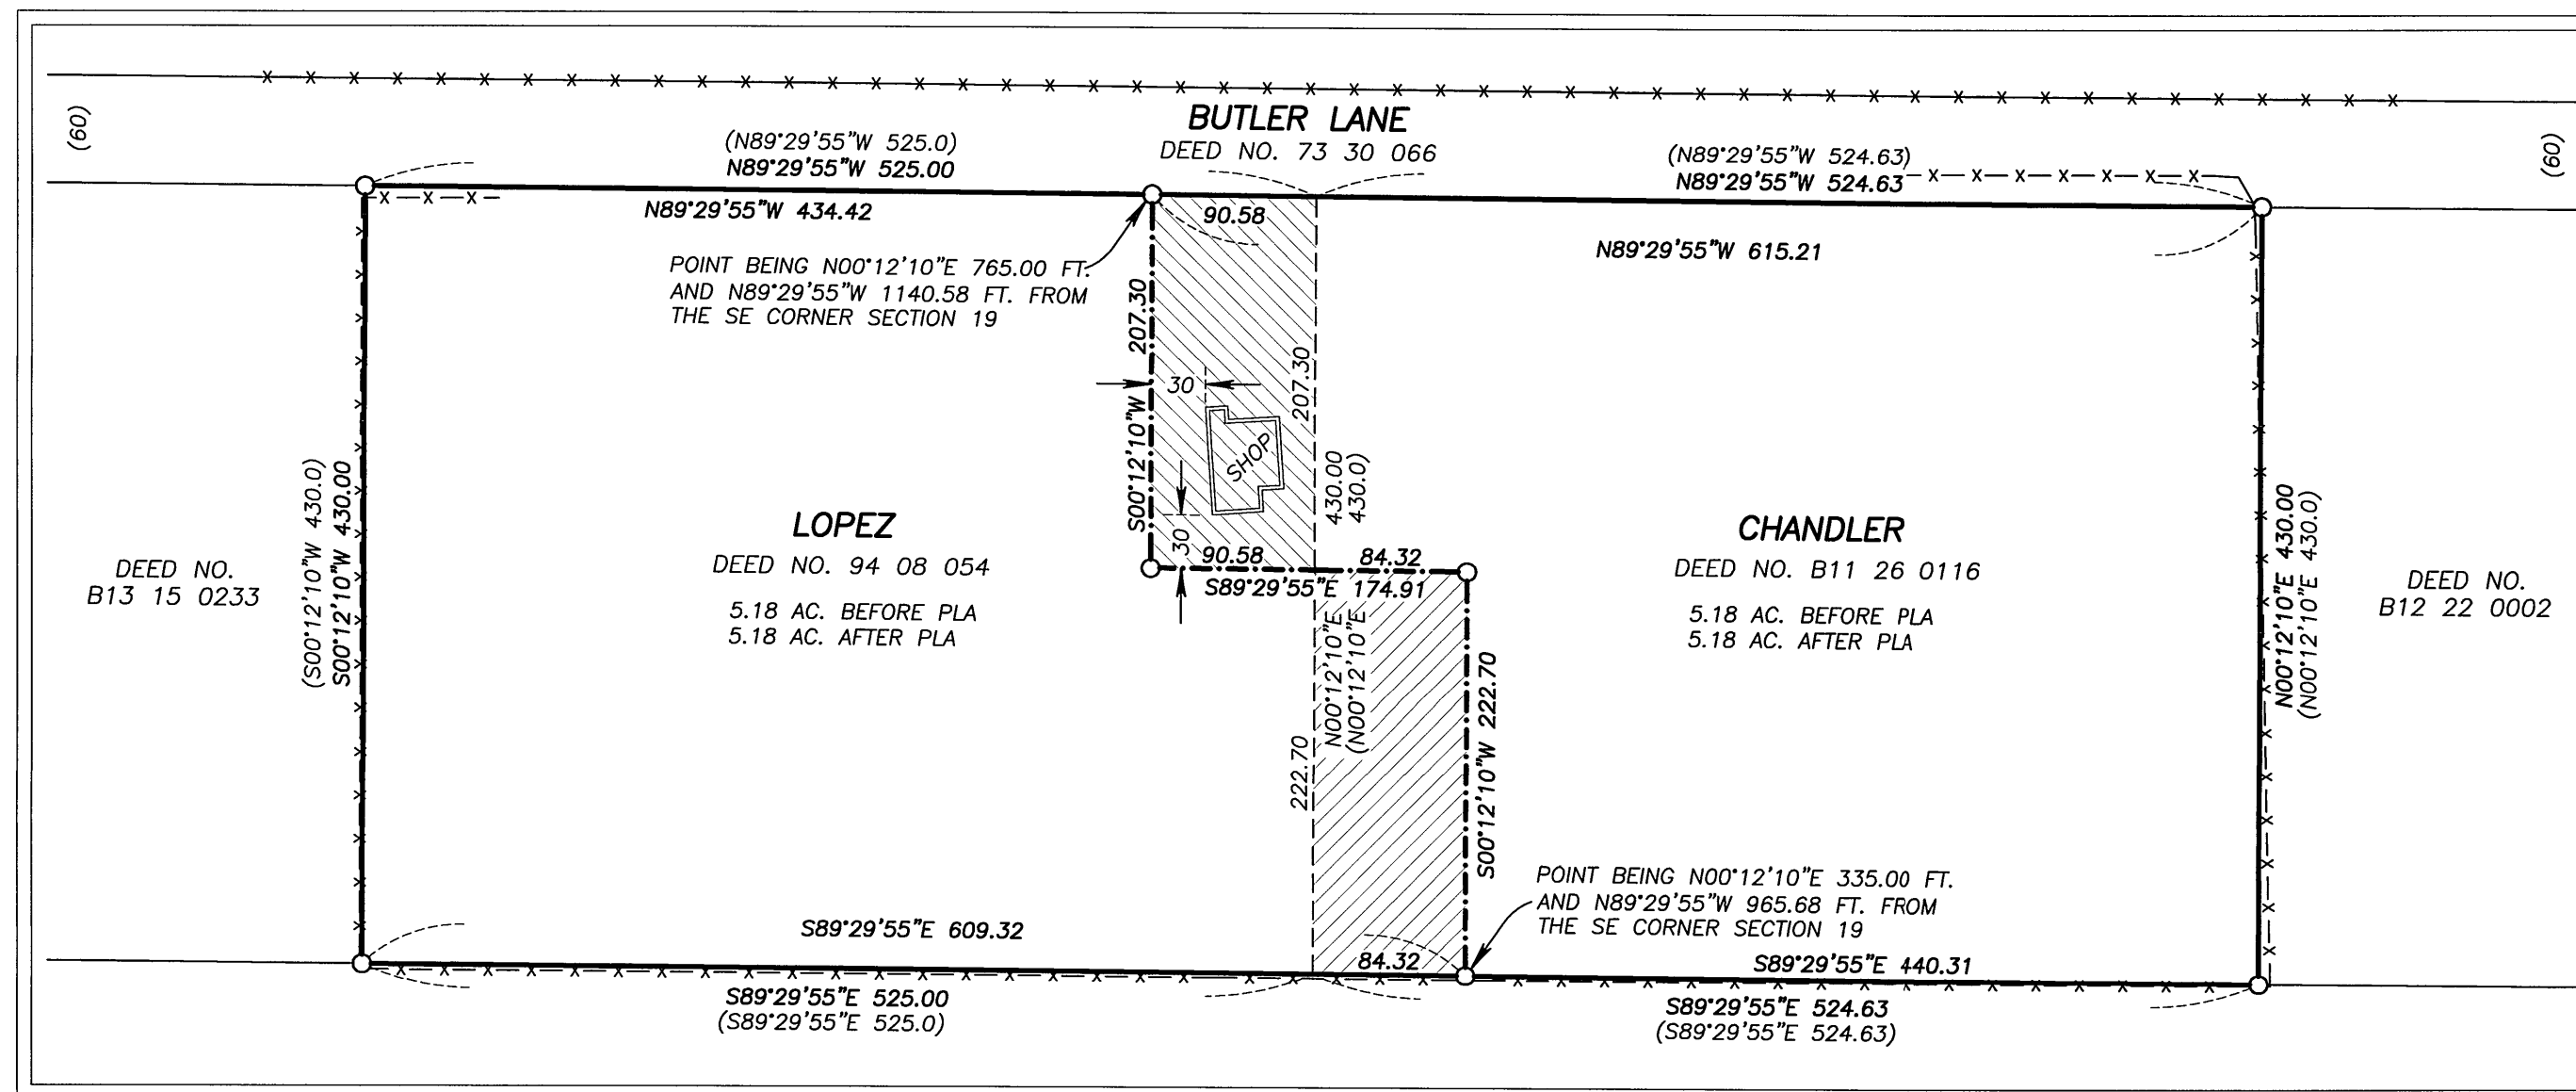 BUTLER LANE
DEED NO. 73 30 066
(60)
(60)
(N89°29'55"W 525.0)
N89°29'55"W 525.00
(N89°29'55"W 524.63)
N89°29'55"W 524.63
N89°29'55"W 434.42
90.58
N89°29'55"W 615.21
POINT BEING N00°12'10"E 765.00 FT.
AND N89°29'55"W 1140.58 FT. FROM
THE SE CORNER SECTION 19
S00°12'10"W 207.30
30
207.30
SHOP
30
430.00
430.0)
(S00°12'10"W 430.0)
S00°12'10"W 430.00
LOPEZ
DEED NO. 94 08 054
5.18 AC. BEFORE PLA
5.18 AC. AFTER PLA
CHANDLER
DEED NO. B11 26 0116
5.18 AC. BEFORE PLA
5.18 AC. AFTER PLA
N00°12'10"E 430.00
(N00°12'10"E 430.0)
DEED NO.
B13 15 0233
DEED NO.
B12 22 0002
90.58
84.32
S89°29'55"E 174.91
N00°12'10"E
(N00°12'10"E
222.70
S00°12'10"W 222.70
POINT BEING N00°12'10"E 335.00 FT.
AND N89°29'55"W 965.68 FT. FROM
THE SE CORNER SECTION 19
S89°29'55"E 609.32
84.32
S89°29'55"E 440.31
S89°29'55"E 525.00
(S89°29'55"E 525.0)
S89°29'55"E 524.63
(S89°29'55"E 524.63)